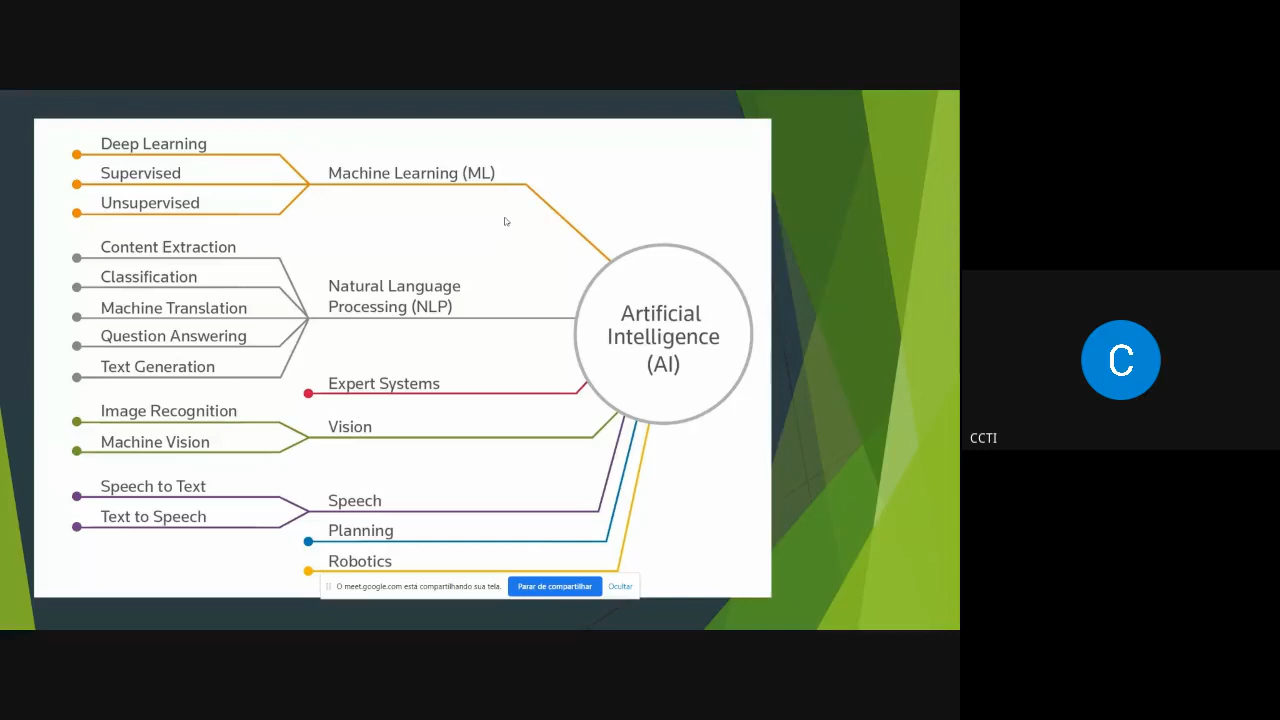 Deep Learning
Supervised
Unsupervised
Machine Learning (ML)
Content Extraction
Classification
Machine Translation
Question Answering
Text Generation
Natural Language
Processing (NLP)
Expert Systems
Image Recognition
Machine Vision
Vision
Speech to Text
Text to Speech
Speech
Planning
Robotics
Artificial
Intelligence
(AI)
O meet.google.com está compartilhando sua tela. Parar de compartilhar Ocultar
C
CCTI